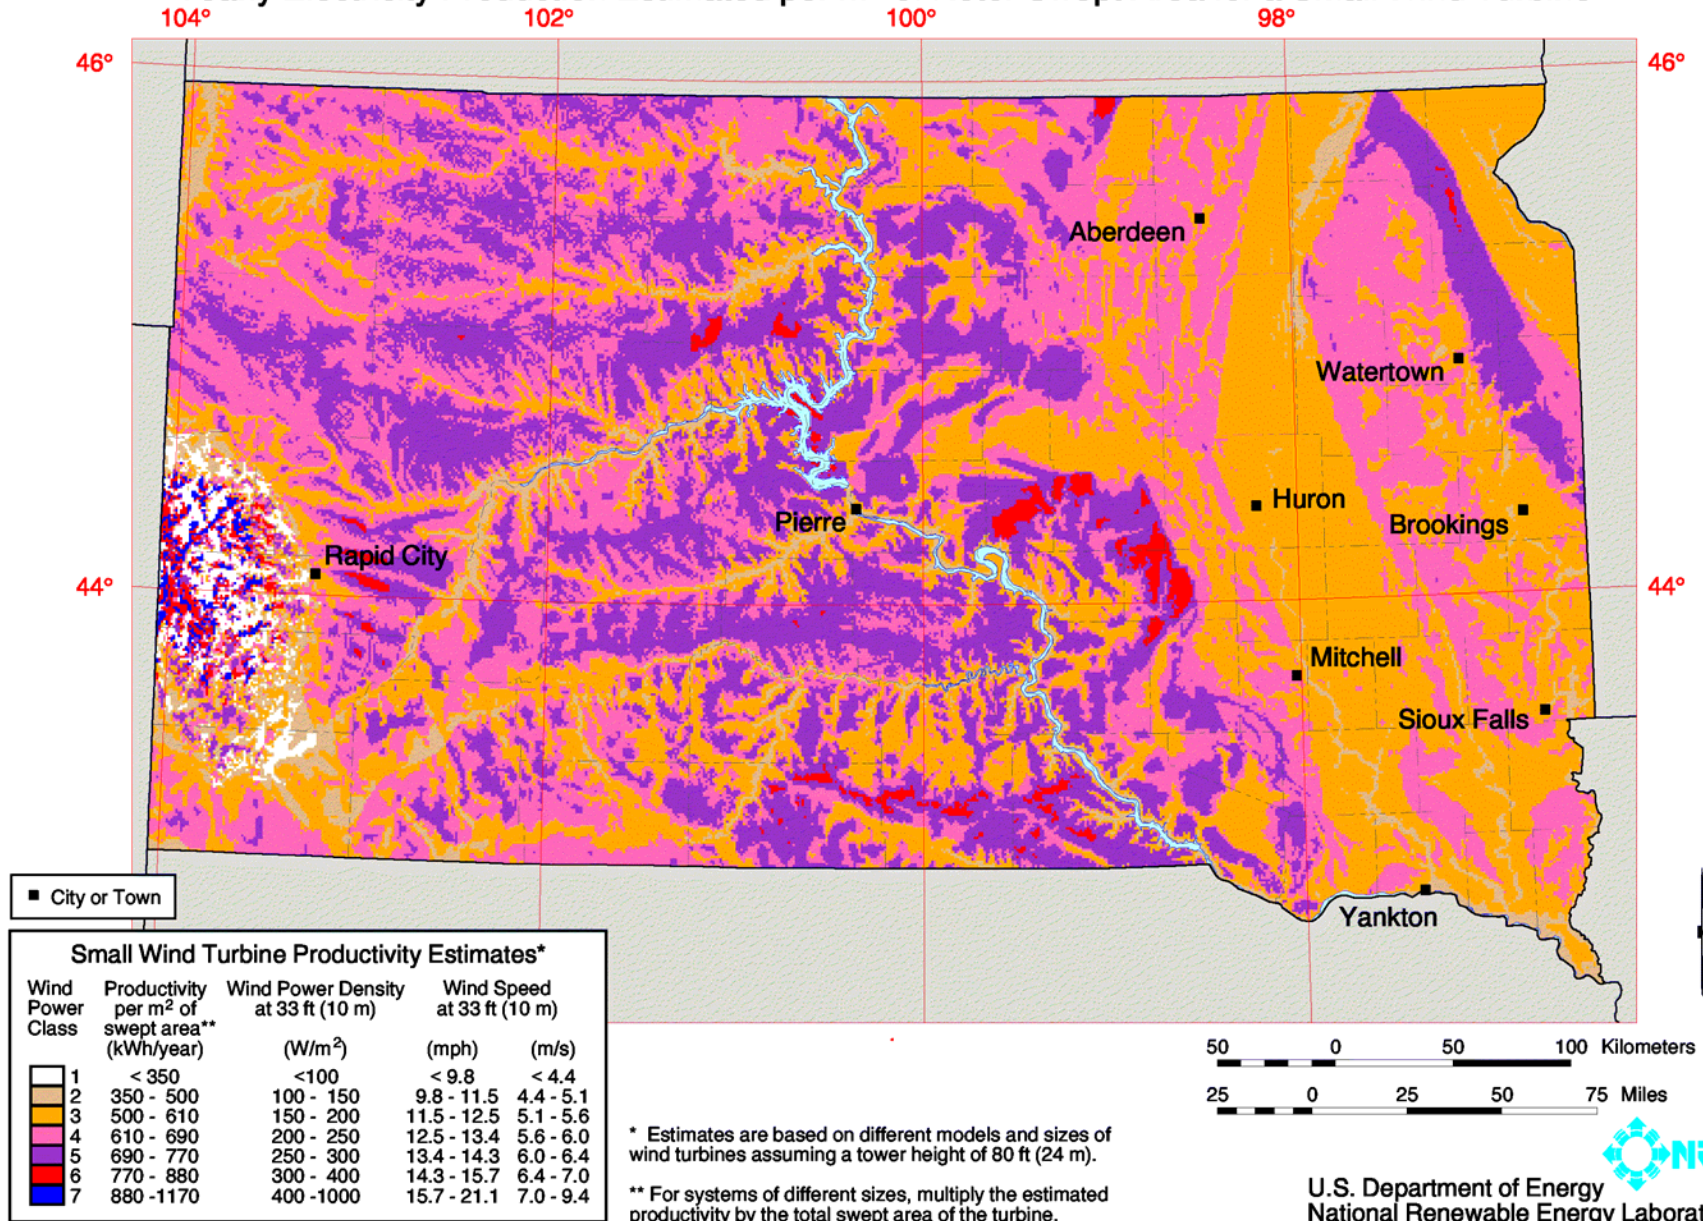 104° 102° 100° 98°
46° 46°
Aberdeen
Watertown
Huron
Pierre
Brookings
Rapid City
44° 44°
Mitchell
Sioux Falls
Yankton
City or Town
Small Wind Turbine Productivity Estimates*
Wind Power Class
Productivity per m² of swept area** (kWh/year)
Wind Power Density at 33 ft (10 m) (W/m²)
Wind Speed at 33 ft (10 m) (mph) (m/s)
1 < 350 <100 < 9.8 < 4.4
2 350 - 500 100 - 150 9.8 - 11.5 4.4 - 5.1
3 500 - 610 150 - 200 11.5 - 12.5 5.1 - 5.6
4 610 - 690 200 - 250 12.5 - 13.4 5.6 - 6.0
5 690 - 770 250 - 300 13.4 - 14.3 6.0 - 6.4
6 770 - 880 300 - 400 14.3 - 15.7 6.4 - 7.0
7 880 -1170 400 -1000 15.7 - 21.1 7.0 - 9.4
* Estimates are based on different models and sizes of
wind turbines assuming a tower height of 80 ft (24 m).
** For systems of different sizes, multiply the estimated
productivity by the total swept area of the turbine.
50 0 50 100 Kilometers
25 0 25 50 75 Miles
U.S. Department of Energy
National Renewable Energy